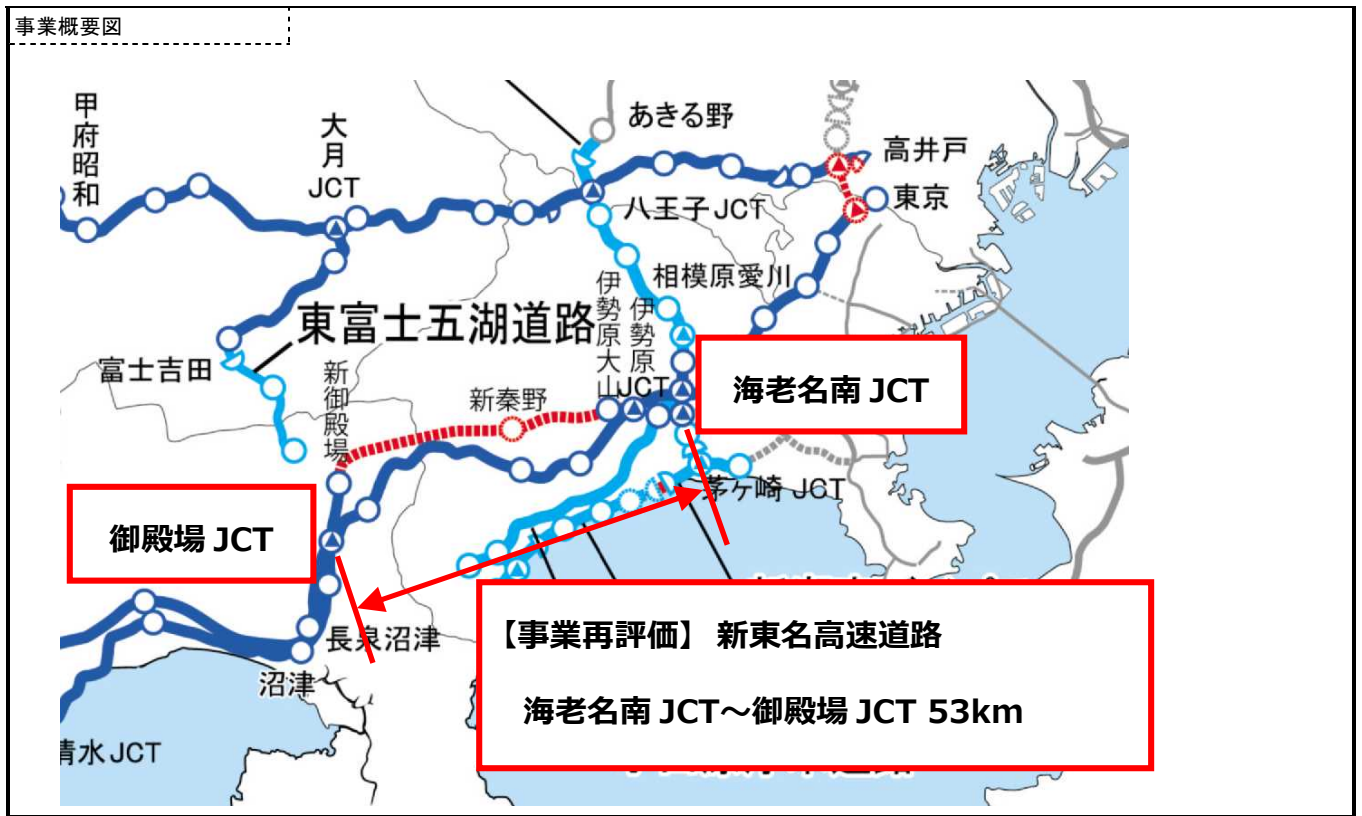 事業概要図
甲府昭和
大月
JCT
あきる野
高井戸
東京
八王子JCT
相模原愛川
東富士五湖道路
伊勢原大山
伊勢原
JCT
富士吉田
新御殿場
新秦野
海老名南 JCT
茅ヶ崎 JCT
御殿場 JCT
長泉沼津
沼津
清水JCT
【事業再評価】 新東名高速道路
海老名南 JCT～御殿場 JCT 53km